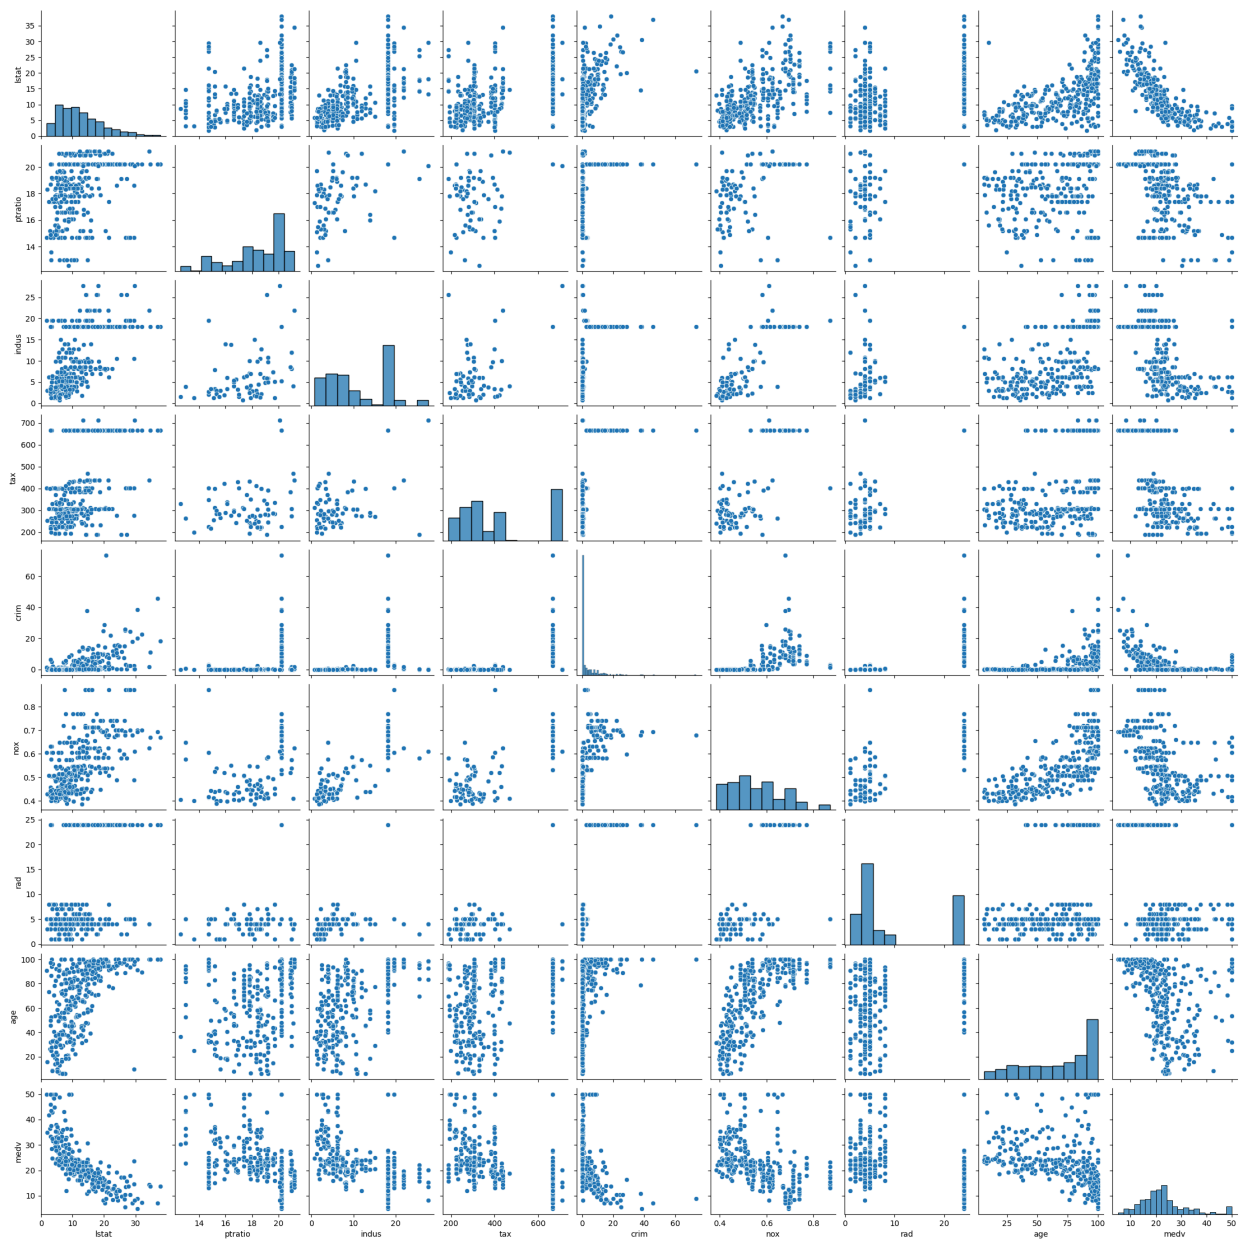 35
30
25
20
15
10
5
0
lstat
20
18
16
14
ptratio
25
20
15
10
5
0
indus
700
600
500
400
300
200
tax
60
40
20
0
crim
0.8
0.7
0.6
0.5
0.4
nox
25
20
15
10
5
0
rad
100
80
60
40
20
age
50
40
30
20
10
medv
0 10 20 30
14 16 18 20
0 10 20
200 400 600
0 20 40 60
0.4 0.6 0.8
0 20
25 50 75 100
10 20 30 40 50
lstat ptratio indus tax crim nox rad age medv